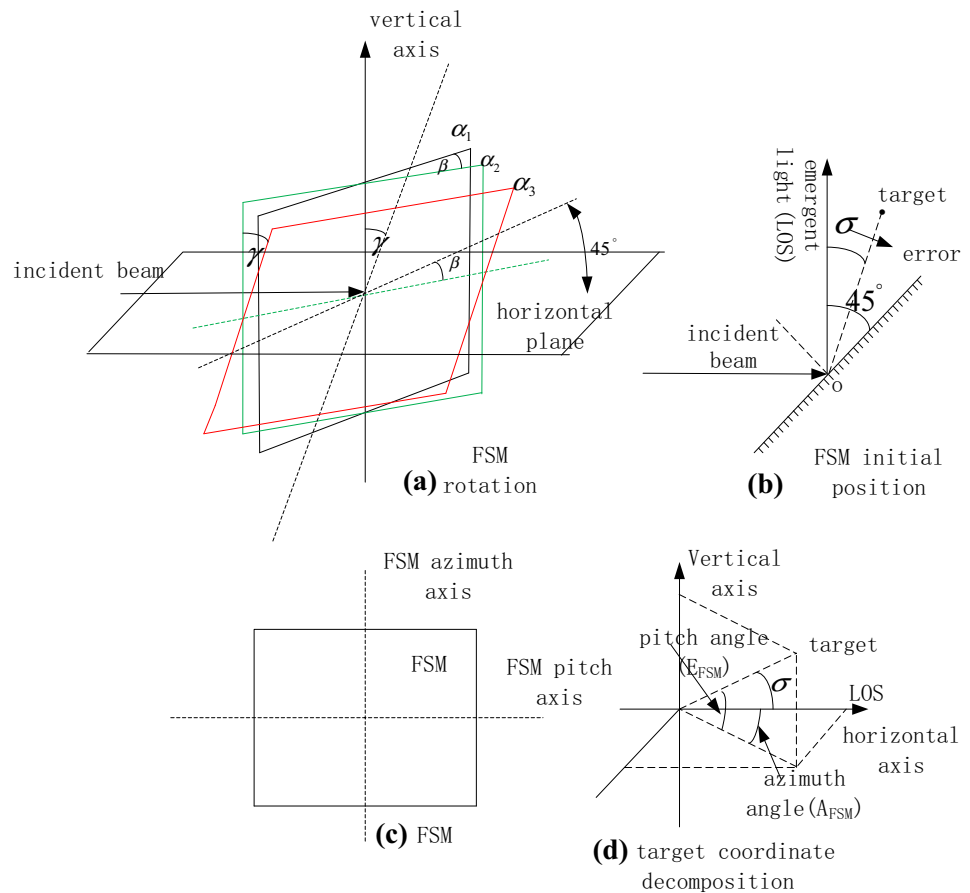 vertical
axis
α₁
β
α₂
α₃
γ
γ
β
45°
incident beam
horizontal
plane
(a) FSM
rotation
emergent
light(LOS)
target
σ
error
45°
incident
beam
O
(b) FSM initial
position
FSM azimuth
axis
FSM
FSM pitch
axis
(c) FSM
Vertical
axis
pitch angle
(E_FSM)
target
σ
LOS
horizontal
axis
azimuth
angle(A_FSM)
(d) target coordinate
decomposition